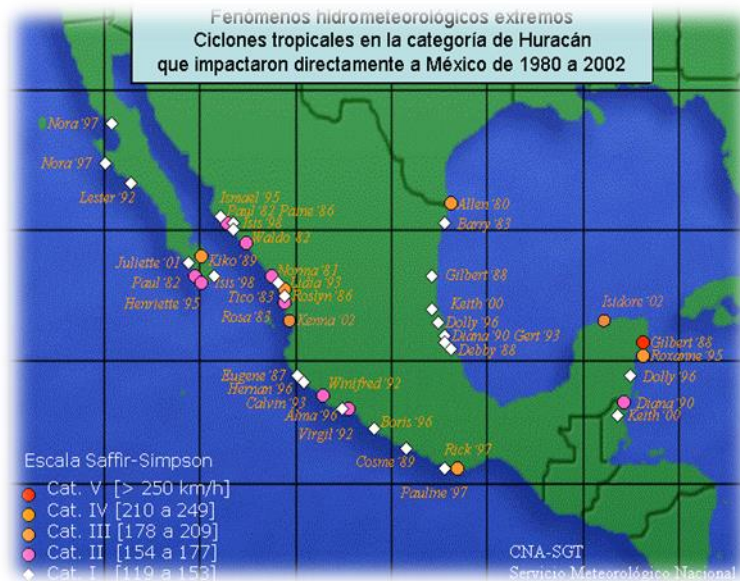 Fenómenos hidrometeorológicos extremos
Ciclones tropicales en la categoría de Huracán
que impactaron directamente a México de 1980 a 2002
Nora '97
Nora '97
Lester '92
Ismael '95
Paul '82 Paine '86
Isis '98
Waldo '82
Allen '80
Barry '83
Juliette '01
Kiko '89
Paul '82
Isis '98
Henriette '95
Norma '81
Lidia '93
Tico '83
Roslyn '86
Rosa '83
Kenna '02
Gilbert '88
Keith '00
Dolly '96
Diana '90 Gert '93
Debby '88
Isidore '02
Gilbert '88
Roxanne '95
Dolly '96
Diana '90
Keith '00
Eugene '87
Hernan '96
Winifred '92
Calvin '93
Alma '96
Virgil '92
Boris '96
Cosme '89
Rick '97
Pauline '97
Escala Saffir-Simpson
Cat. V [> 250 km/h]
Cat. IV [210 a 249]
Cat. III [178 a 209]
Cat. II [154 a 177]
Cat. I [119 a 153]
CNA-SGT
Servicio Meteorológico Nacional